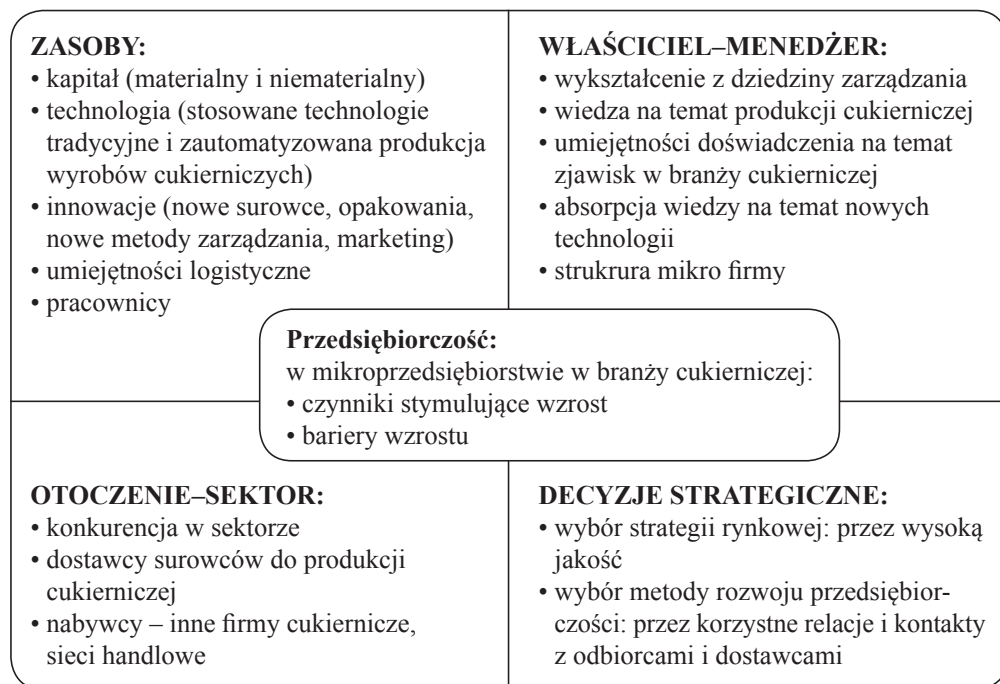 ZASOBY:
• kapitał (materialny i niematerialny)
• technologia (stosowane technologie
tradycyjne i zautomatyzowana produkcja
wyrobów cukierniczych)
• innowacje (nowe surowce, opakowania,
nowe metody zarządzania, marketing)
• umiejętności logistyczne
• pracownicy
WŁAŚCICIEL–MENEDŻER:
• wykształcenie z dziedziny zarządzania
• wiedza na temat produkcji cukierniczej
• umiejętności doświadczenia na temat
zjawisk w branży cukierniczej
• absorpcja wiedzy na temat nowych
technologii
• strukrura mikro firmy
Przedsiębiorczość:
w mikroprzedsiębiorstwie w branży cukierniczej:
• czynniki stymulujące wzrost
• bariery wzrostu
OTOCZENIE–SEKTOR:
• konkurencja w sektorze
• dostawcy surowców do produkcji
cukierniczej
• nabywcy – inne firmy cukiernicze,
sieci handlowe
DECYZJE STRATEGICZNE:
• wybór strategii rynkowej: przez wysoką
jakość
• wybór metody rozwoju przedsiębior-
czości: przez korzystne relacje i kontakty
z odbiorcami i dostawcami